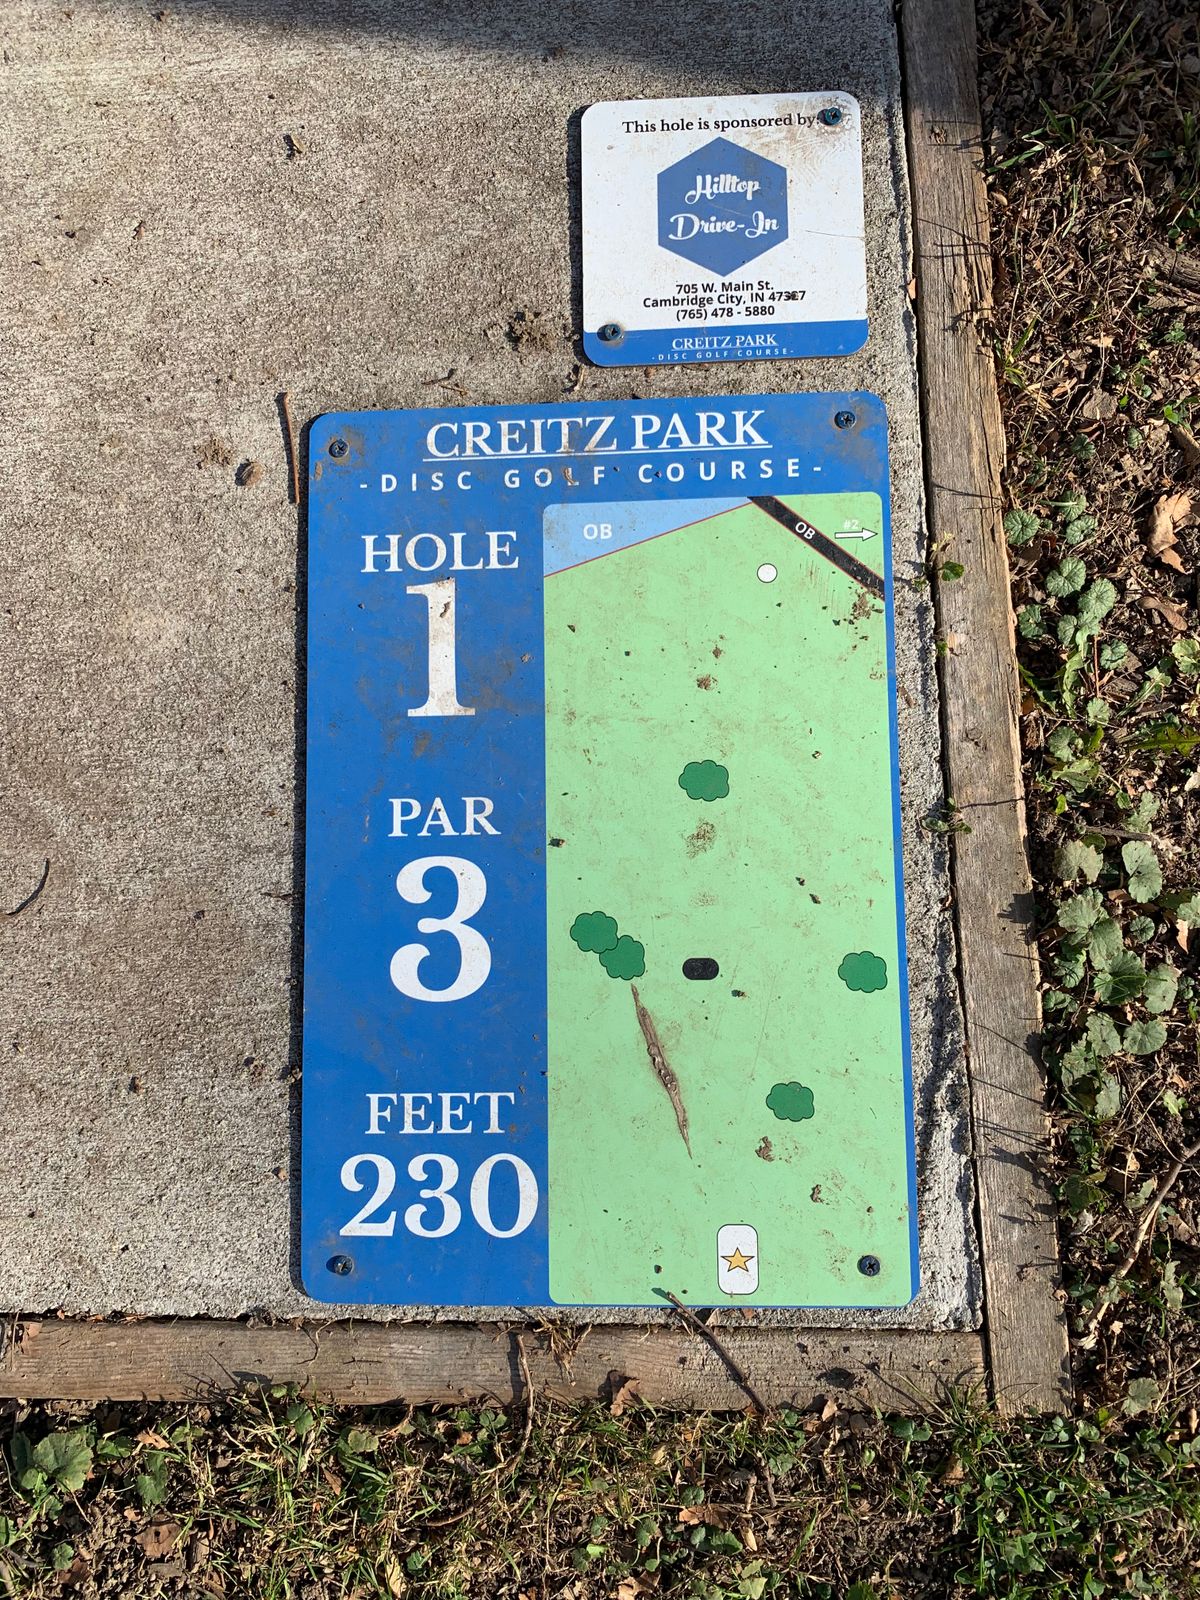 This hole is sponsored by:
Hilltop
Drive-In
705 W. Main St.
Cambridge City, IN 47327
(765) 478 - 5880
CREITZ PARK
-DISC GOLF COURSE-
CREITZ PARK
-DISC GOLF COURSE-
HOLE
1
PAR
3
FEET
230
OB
OB
#2